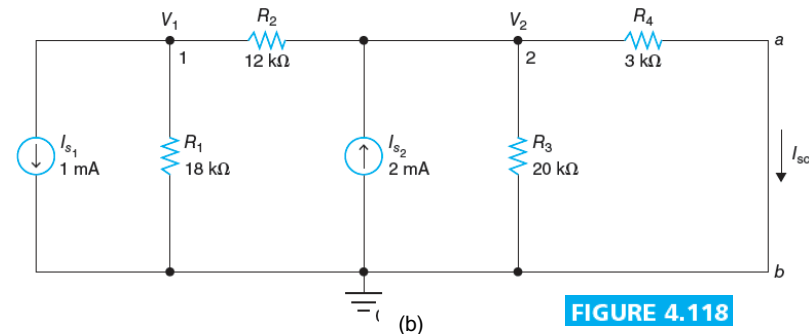 V1 R2 V2 R4
1 12 kΩ 2 3 kΩ a
Is1 R1 Is2 R3 Isc
1 mA 18 kΩ 2 mA 20 kΩ
b
(b) FIGURE 4.118